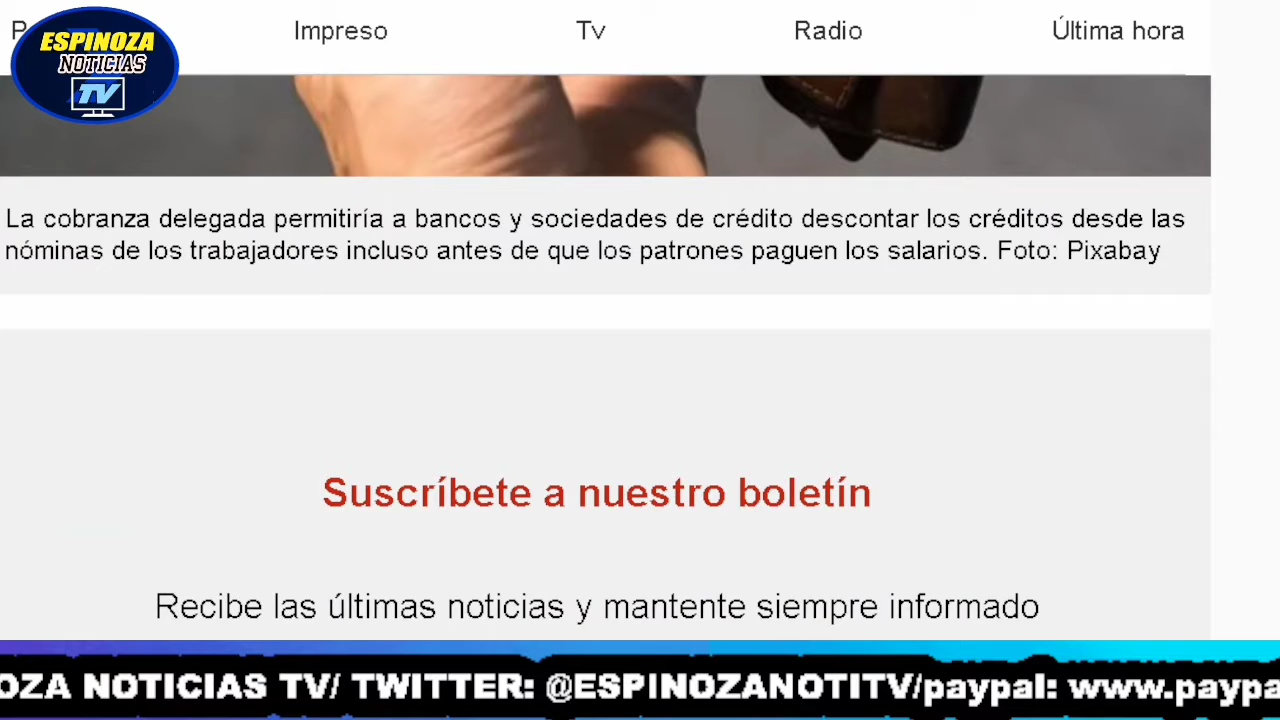 ESPINOZA
NOTICIAS
TV
Impreso
Tv
Radio
Última hora
La cobranza delegada permitiría a bancos y sociedades de crédito descontar los créditos desde las
nóminas de los trabajadores incluso antes de que los patrones paguen los salarios. Foto: Pixabay
Suscríbete a nuestro boletín
Recibe las últimas noticias y mantente siempre informado
OZA NOTICIAS TV/ TWITTER: @ESPINOZANOTITV/paypal: www.paypa